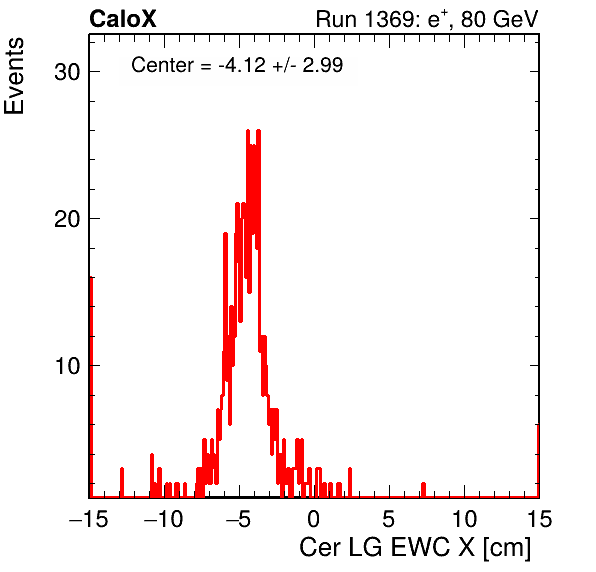 CaloX Run 1369: e⁺, 80 GeV
Center = -4.12 +/- 2.99
Events
30
20
10
−15 −10 −5 0 5 10 15
Cer LG EWC X [cm]